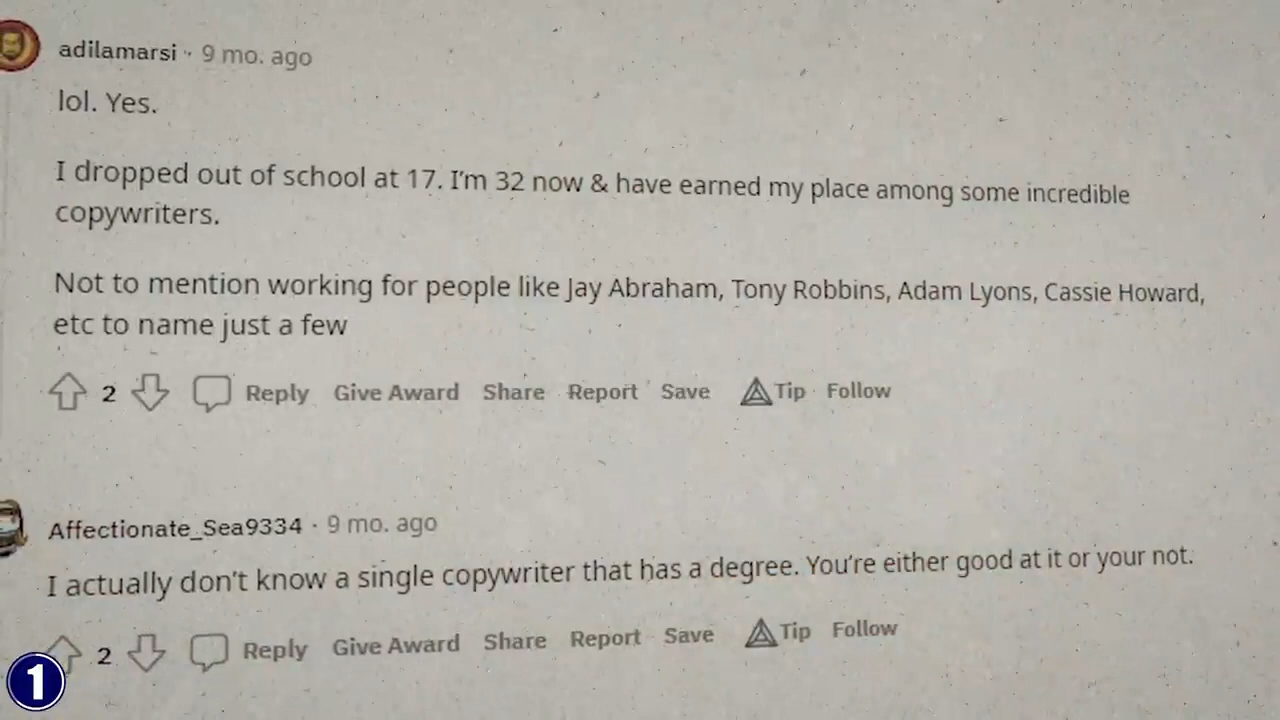 adilamarsi · 9 mo. ago
lol. Yes.
I dropped out of school at 17. I'm 32 now & have earned my place among some incredible
copywriters.
Not to mention working for people like Jay Abraham, Tony Robbins, Adam Lyons, Cassie Howard,
etc to name just a few
2 Reply Give Award Share Report Save Tip Follow
Affectionate_Sea9334 · 9 mo. ago
I actually don't know a single copywriter that has a degree. You're either good at it or your not.
2 Reply Give Award Share Report Save Tip Follow
1